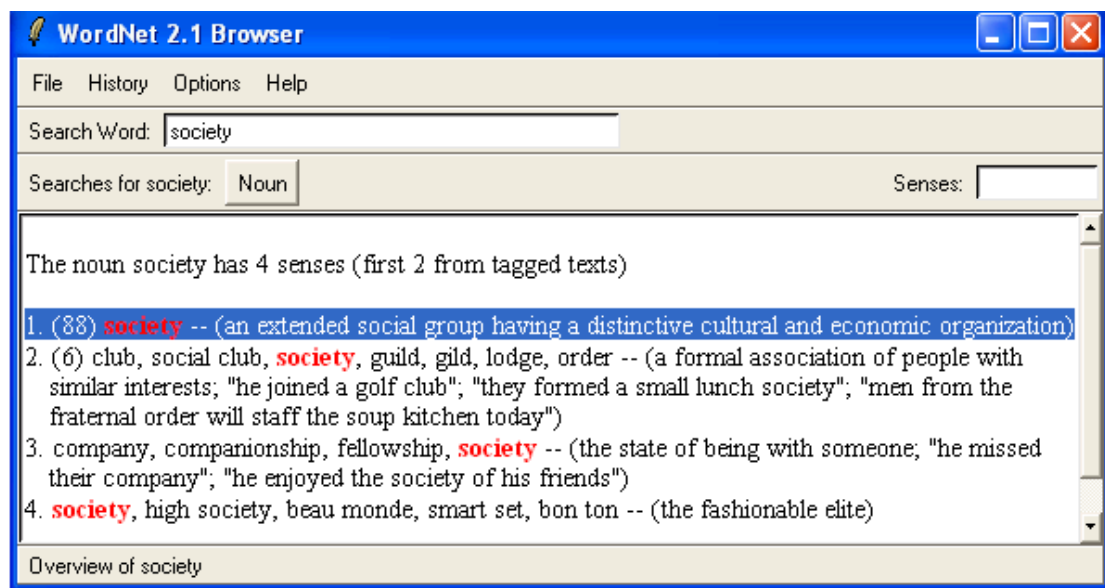 WordNet 2.1 Browser
File History Options Help
Search Word: society
Searches for society: Noun Senses:
The noun society has 4 senses (first 2 from tagged texts)
1. (88) society -- (an extended social group having a distinctive cultural and economic organization)
2. (6) club, social club, society, guild, gild, lodge, order -- (a formal association of people with
similar interests; "he joined a golf club"; "they formed a small lunch society"; "men from the
fraternal order will staff the soup kitchen today")
3. company, companionship, fellowship, society -- (the state of being with someone; "he missed
their company"; "he enjoyed the society of his friends")
4. society, high society, beau monde, smart set, bon ton -- (the fashionable elite)
Overview of society